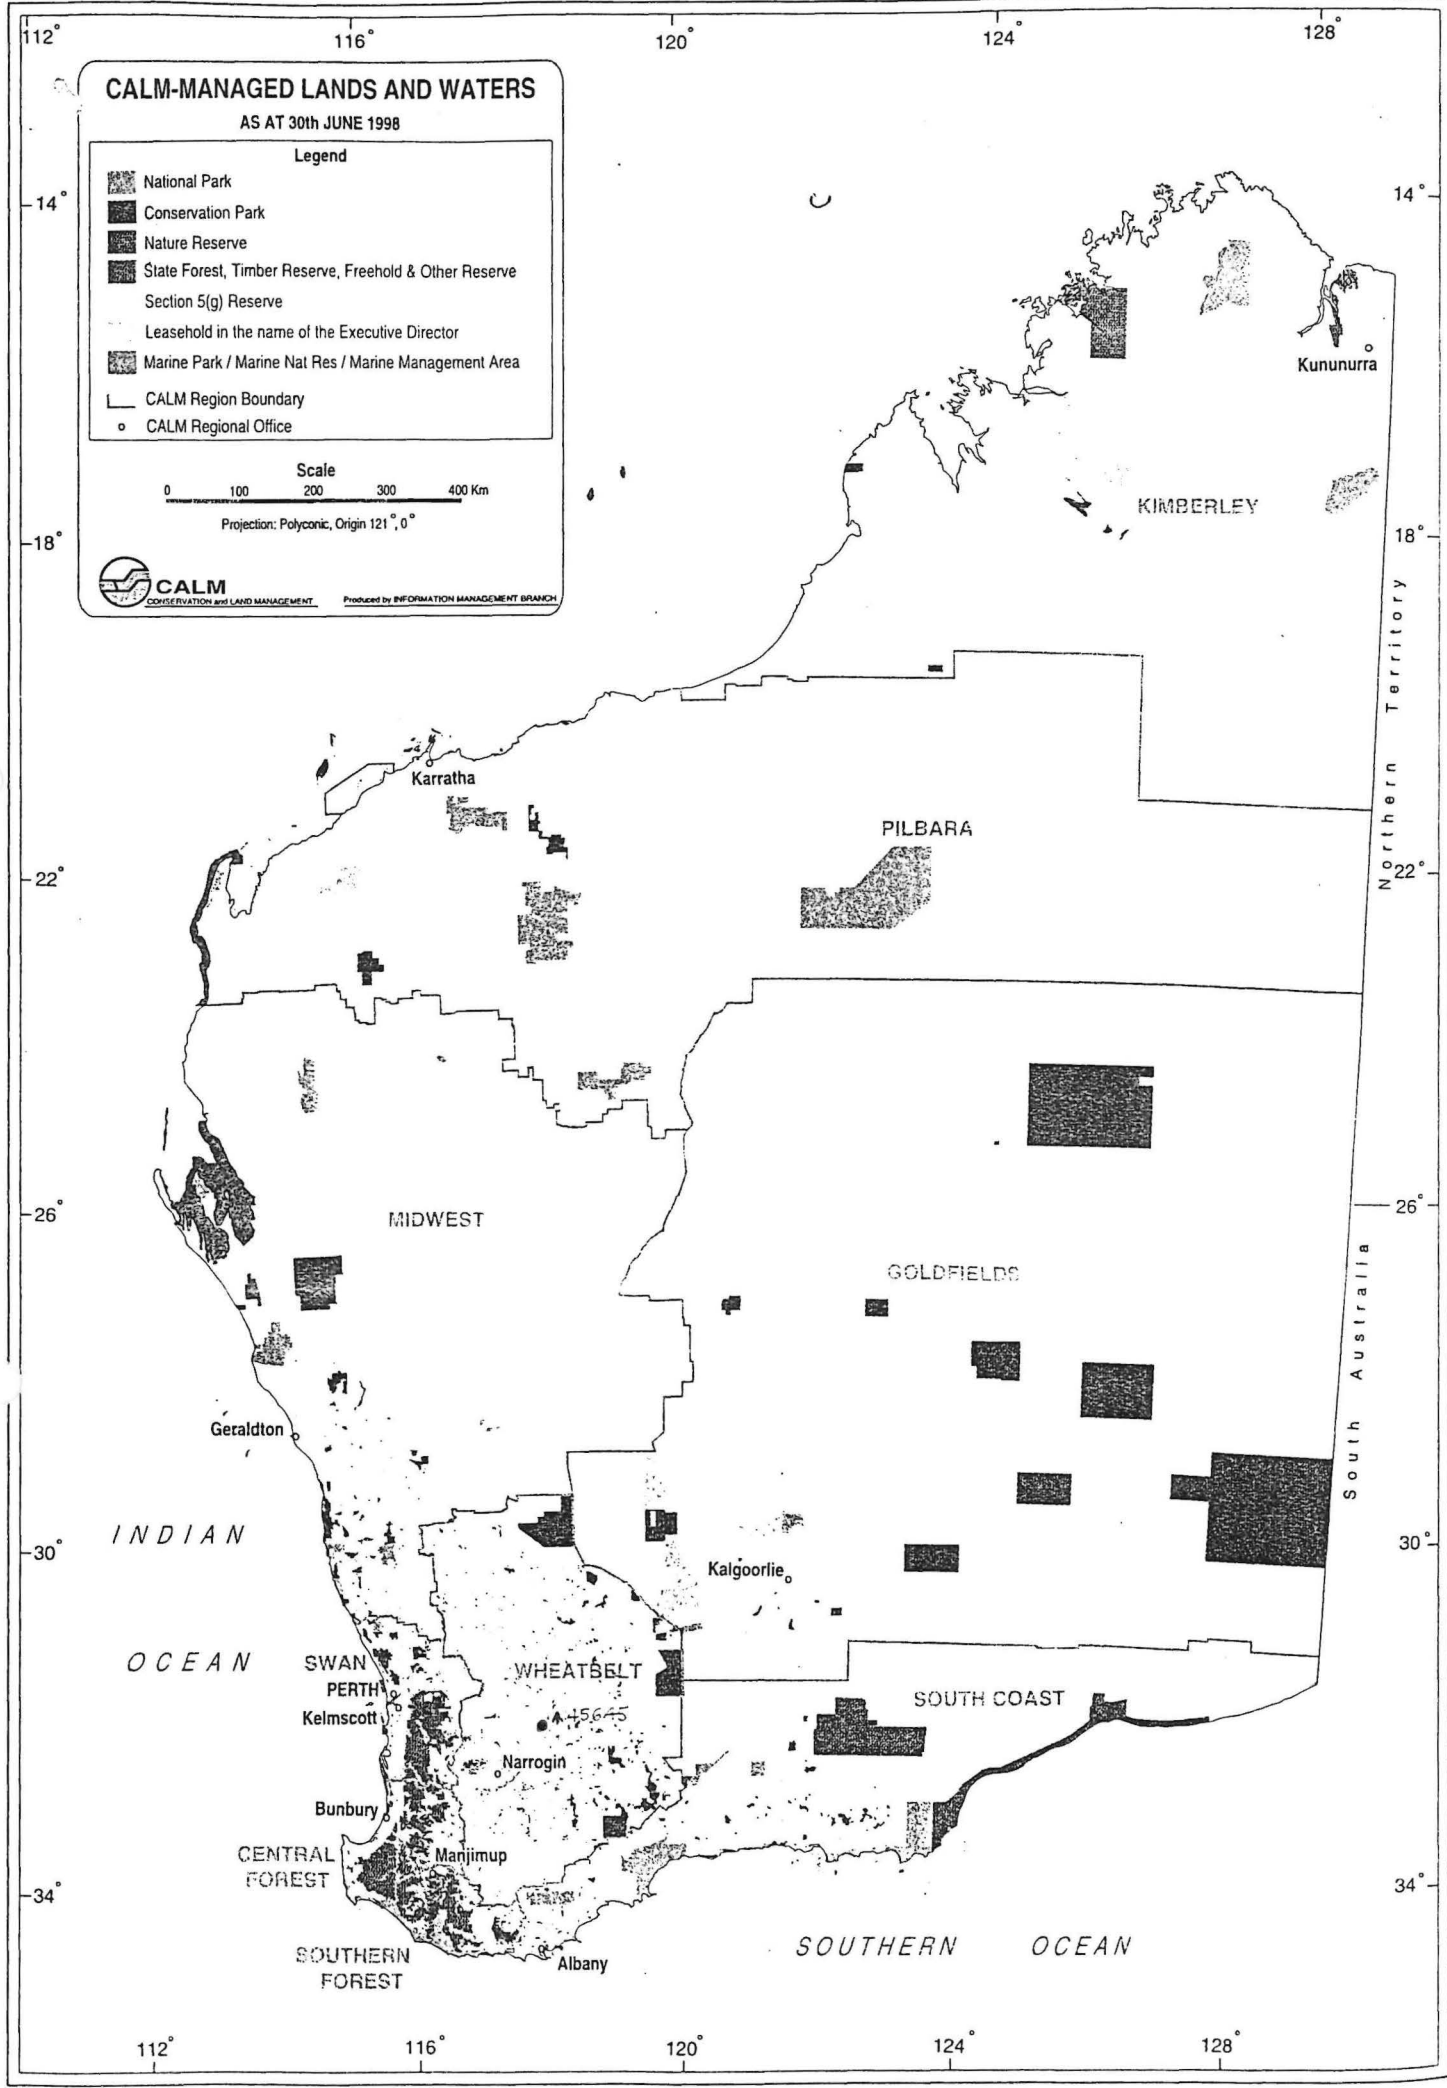 112°
116°
120°
124°
128°
CALM-MANAGED LANDS AND WATERS
AS AT 30th JUNE 1998
Legend
National Park
Conservation Park
Nature Reserve
State Forest, Timber Reserve, Freehold & Other Reserve
Section 5(g) Reserve
Leasehold in the name of the Executive Director
Marine Park / Marine Nat Res / Marine Management Area
CALM Region Boundary
CALM Regional Office
Scale
0 100 200 300 400 Km
Projection: Polyconic, Origin 121°, 0°
CALM
CONSERVATION and LAND MANAGEMENT
Produced by INFORMATION MANAGEMENT BRANCH
14°
14°
Kununurra
KIMBERLEY
18°
18°
Northern Territory
Karratha
PILBARA
22°
22°
26°
26°
MIDWEST
GOLDFIELDS
South Australia
Geraldton
INDIAN
30°
30°
Kalgoorlie
OCEAN
SWAN
PERTH
Kelmscott
WHEATBELT
A 45645
SOUTH COAST
Narrogin
Bunbury
CENTRAL
FOREST
Manjimup
34°
34°
SOUTHERN
FOREST
Albany
SOUTHERN OCEAN
112°
116°
120°
124°
128°